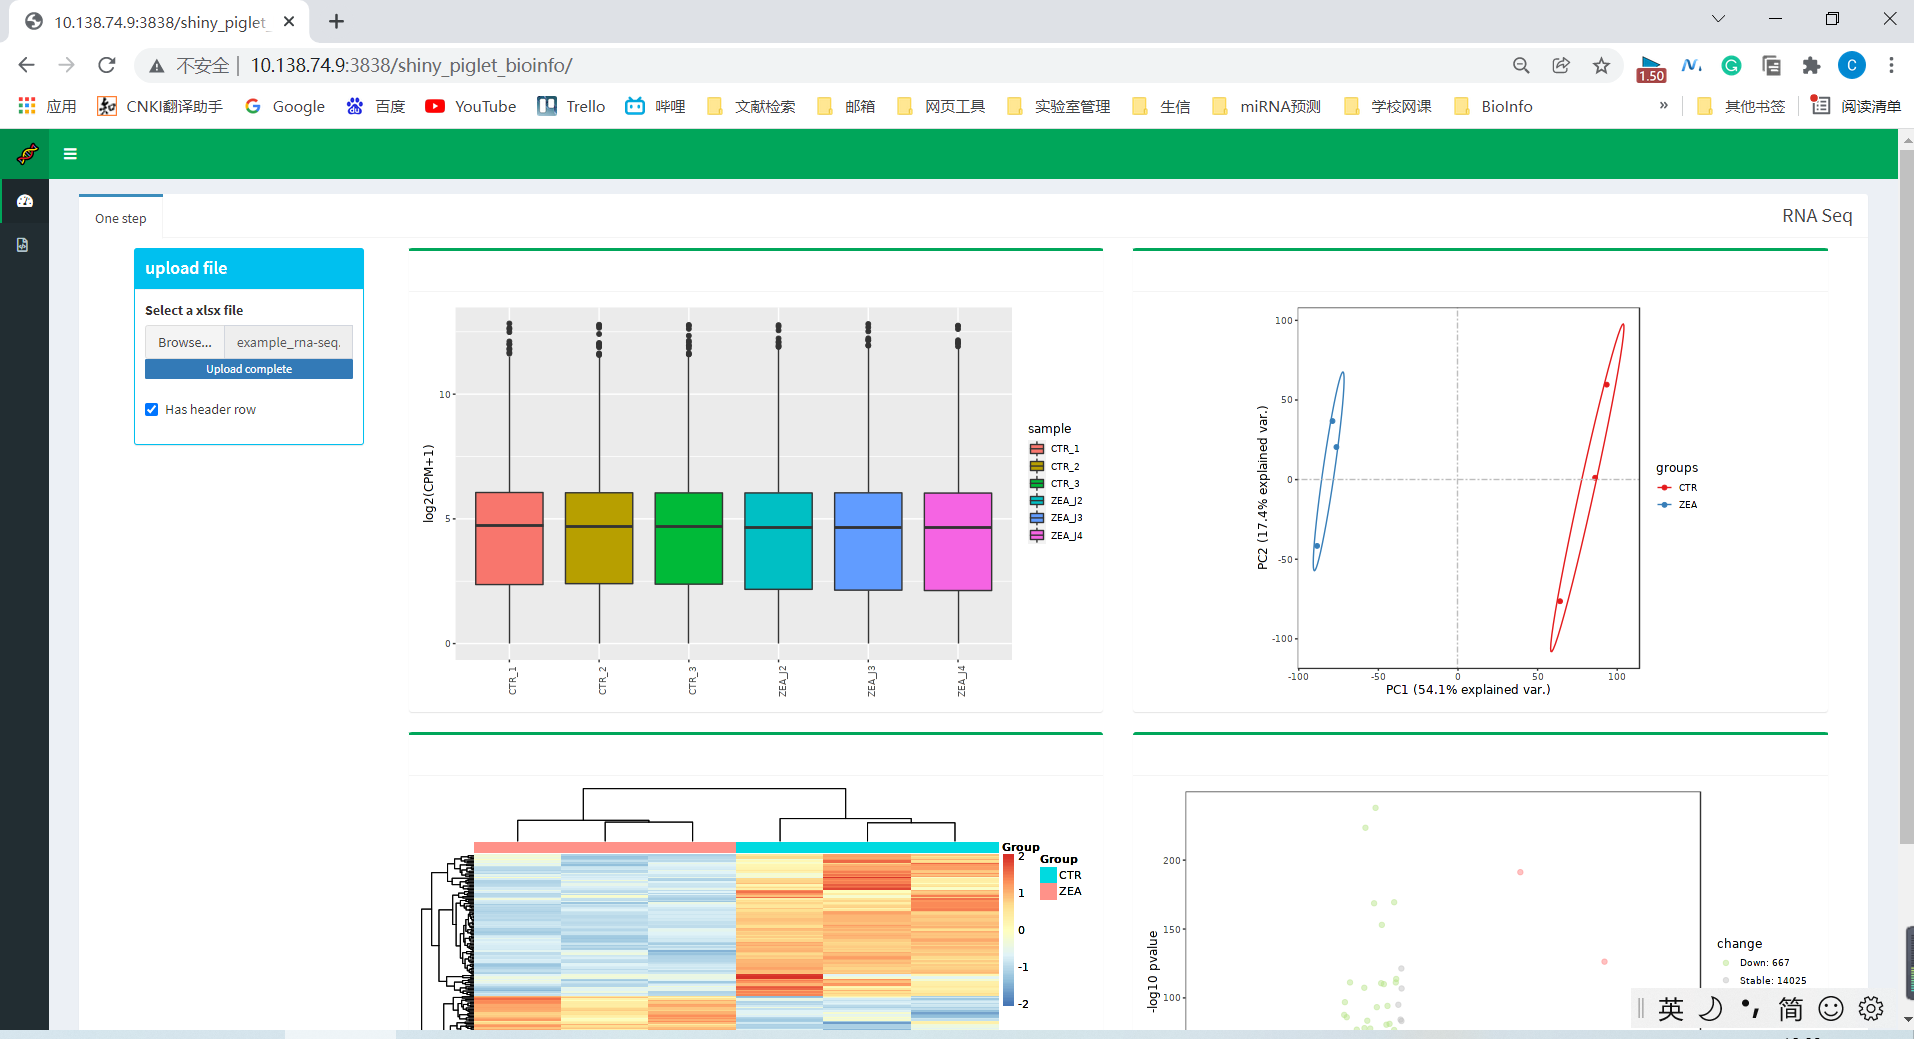 10.138.74.9:3838/shiny_piglet_
不安全 | 10.138.74.9:3838/shiny_piglet_bioinfo/
1.50
C
应用
CNKI翻译助手
Google
百度
YouTube
Trello
哔哩
文献检索
邮箱
网页工具
实验室管理
生信
miRNA预测
学校网课
BioInfo
»
其他书签
阅读清单
One step
RNA Seq
upload file
Select a xlsx file
Browse...
example_rna-seq.
Upload complete
Has header row
log2(CPM+1)
10
5
0
CTR_1
CTR_2
CTR_3
ZEA_J2
ZEA_J3
ZEA_J4
sample
CTR_1
CTR_2
CTR_3
ZEA_J2
ZEA_J3
ZEA_J4
PC2 (17.4% explained var.)
100
50
0
-50
-100
-100
-50
0
50
100
PC1 (54.1% explained var.)
groups
CTR
ZEA
Group
2
1
0
-1
-2
Group
CTR
ZEA
-log10 pvalue
200
150
100
change
Down: 667
Stable: 14025
英
简